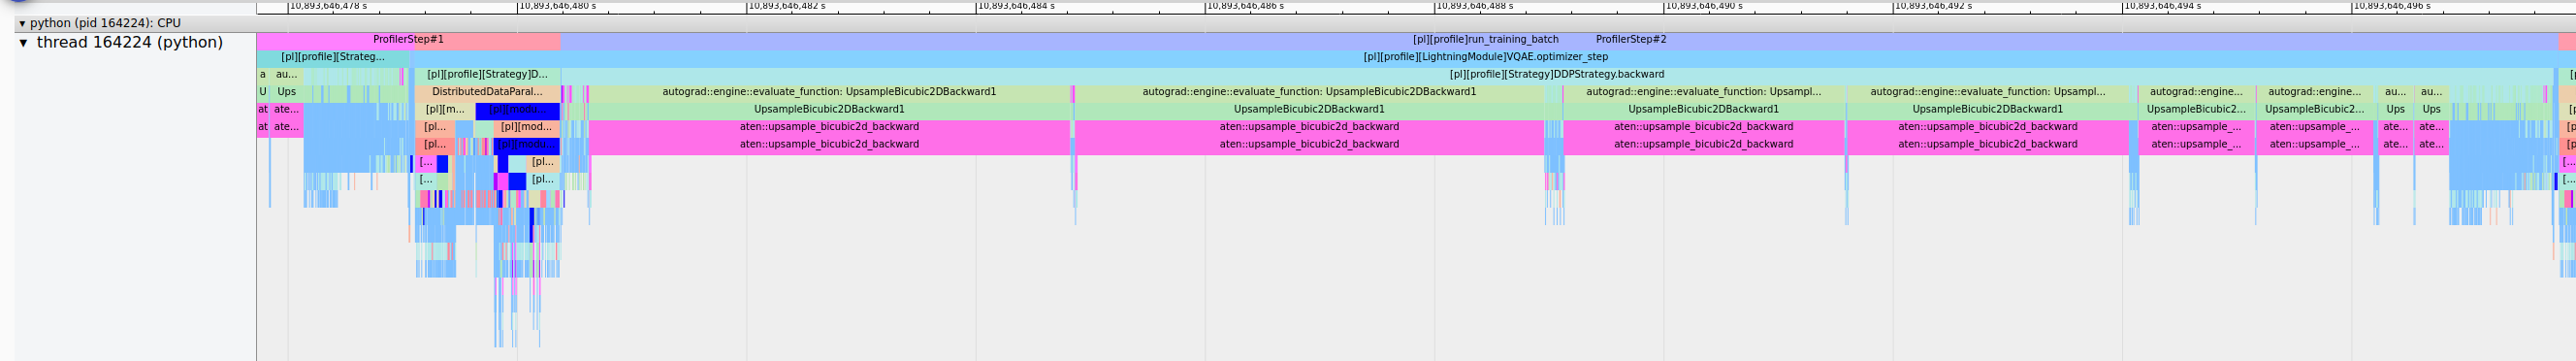 10,893,646,478 s 10,893,646,480 s 10,893,646,482 s 10,893,646,484 s 10,893,646,486 s 10,893,646,488 s 10,893,646,490 s 10,893,646,492 s 10,893,646,494 s 10,893,646,496 s
▾ python (pid 164224): CPU
▾ thread 164224 (python) ProfilerStep#1 [pl][profile]run_training_batch ProfilerStep#2
[pl][profile][Strateg... [pl][profile][LightningModule]VQAE.optimizer_step
a au... [pl][profile][Strategy]D... [pl][profile][Strategy]DDPStrategy.backward
U Ups DistributedDataParal... autograd::engine::evaluate_function: UpsampleBicubic2DBackward1 autograd::engine::evaluate_function: UpsampleBicubic2DBackward1 autograd::engine::evaluate_function: Upsampl... autograd::engine::evaluate_function: Upsampl... autograd::engine... autograd::engine... au... au...
at ate... [pl][m... [pl][modu... UpsampleBicubic2DBackward1 UpsampleBicubic2DBackward1 UpsampleBicubic2DBackward1 UpsampleBicubic2DBackward1 UpsampleBicubic2... UpsampleBicubic2... Ups Ups
at ate... [pl... [pl][mod... aten::upsample_bicubic2d_backward aten::upsample_bicubic2d_backward aten::upsample_bicubic2d_backward aten::upsample_bicubic2d_backward aten::upsample_... aten::upsample_... ate... ate...
[pl... [pl][modu... aten::upsample_bicubic2d_backward aten::upsample_bicubic2d_backward aten::upsample_bicubic2d_backward aten::upsample_bicubic2d_backward aten::upsample_... aten::upsample_... ate... ate...
[... [pl...
[... [pl... [...